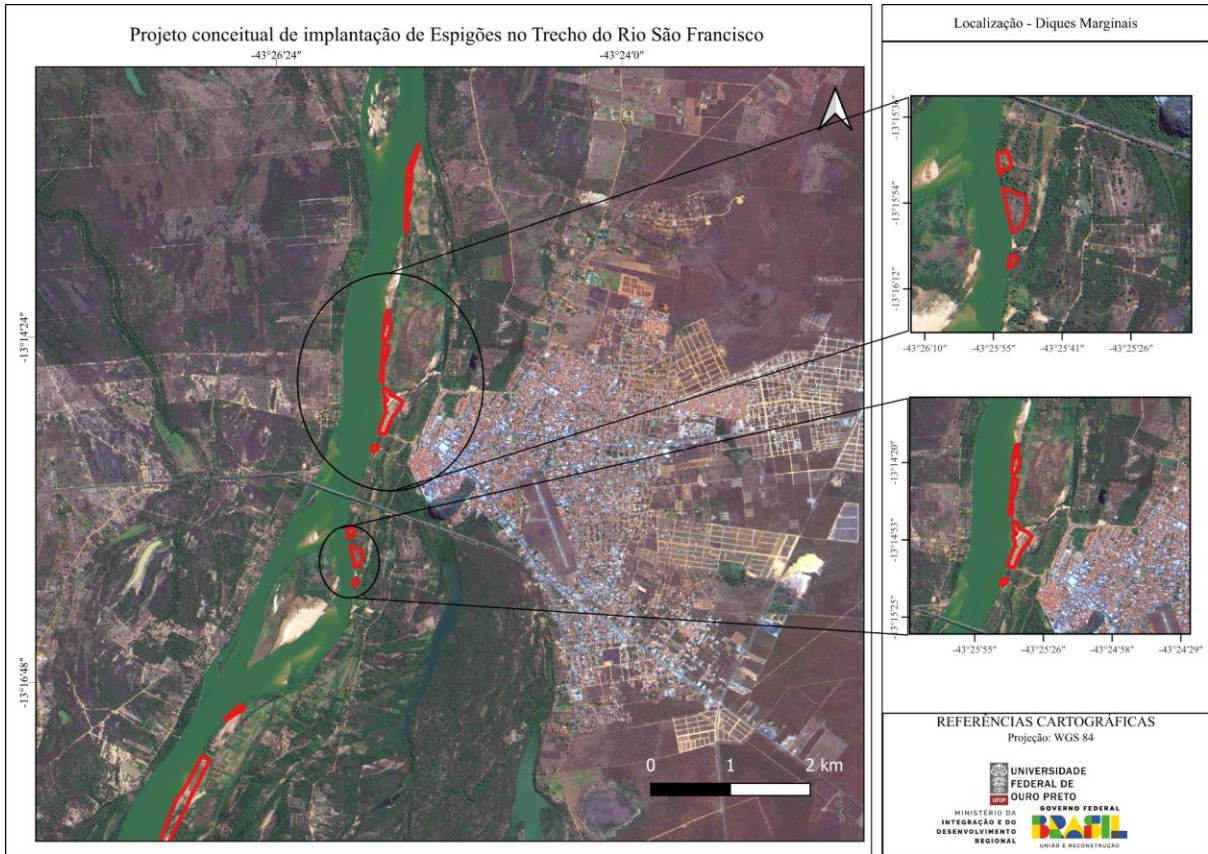 Projeto conceitual de implantação de Espigões no Trecho do Rio São Francisco
-43°26'24″
-43°24'0″
-13°14'24″
-13°16'48″
0 1 2 km
Localização - Diques Marginais
-13°15'36″
-13°15'54″
-13°16'12″
-43°26'10″ -43°25'55″ -43°25'41″ -43°25'26″
-13°14'20″
-13°14'53″
-13°15'25″
-43°25'55″ -43°25'26″ -43°24'58″ -43°24'29″
REFERÊNCIAS CARTOGRÁFICAS
Projeção: WGS 84
UFOP
UNIVERSIDADE
FEDERAL DE
OURO PRETO
MINISTÉRIO DA
INTEGRAÇÃO E DO
DESENVOLVIMENTO
REGIONAL
GOVERNO FEDERAL
BRASIL
UNIÃO E RECONSTRUÇÃO